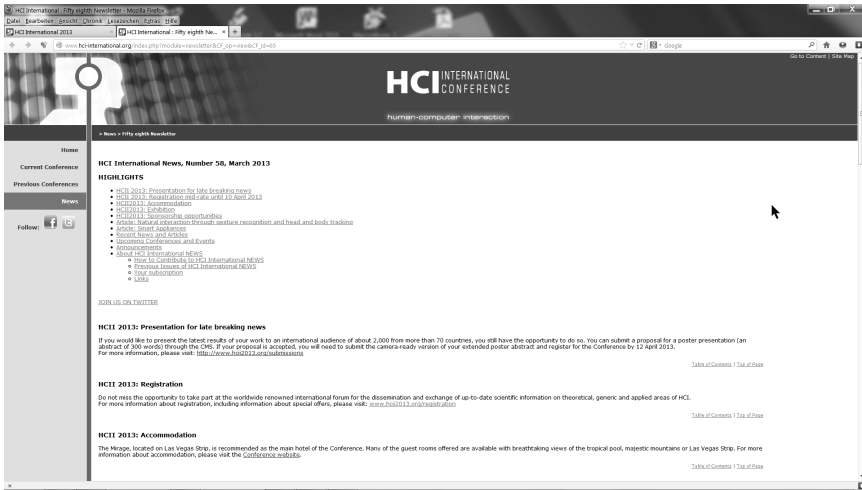 HCI International : Fifty eighth Newsletter - Mozilla Firefox
Datei Bearbeiten Ansicht Chronik Lesezeichen Extras Hilfe
HCI International 2013 × HCI International : Fifty eighth Ne... × +
www.hci-international.org/index.php?module=newsletter&CF_op=view&CF_id=65
Google
Go to Content | Site Map
HCI INTERNATIONAL
CONFERENCE
human-computer interaction
> News > Fifty eighth Newsletter
Home
Current Conference
Previous Conferences
News
Follow:
HCI International News, Number 58, March 2013
HIGHLIGHTS
HCII 2013: Presentation for late breaking news
HCII 2013: Registration mid-rate until 10 April 2013
HCII2013: Accommodation
HCII2013: Exhibition
HCII2013: Sponsorship opportunities
Article: Natural interaction through gesture recognition and head and body tracking
Article: Smart Appliances
Recent News and Articles
Upcoming Conferences and Events
Announcements
About HCI International NEWS
How to Contribute to HCI International NEWS
Previous Issues of HCI International NEWS
Your subscription
Links
JOIN US ON TWITTER
HCII 2013: Presentation for late breaking news
If you would like to present the latest results of your work to an international audience of about 2,000 from more than 70 countries, you still have the opportunity to do so. You can submit a proposal for a poster presentation (an
abstract of 300 words) through the CMS. If your proposal is accepted, you will need to submit the camera-ready version of your extended poster abstract and register for the Conference by 12 April 2013.
For more information, please visit: http://www.hcii2013.org/submissions
Table of Contents | Top of Page
HCII 2013: Registration
Do not miss the opportunity to take part at the worldwide renowned international forum for the dissemination and exchange of up-to-date scientific information on theoretical, generic and applied areas of HCI.
For more information about registration, including information about special offers, please visit: www.hcii2013.org/registration
Table of Contents | Top of Page
HCII 2013: Accommodation
The Mirage, located on Las Vegas Strip, is recommended as the main hotel of the Conference. Many of the guest rooms offered are available with breathtaking views of the tropical pool, majestic mountains or Las Vegas Strip. For more
information about accommodation, please visit the Conference website.
Table of Contents | Top of Page